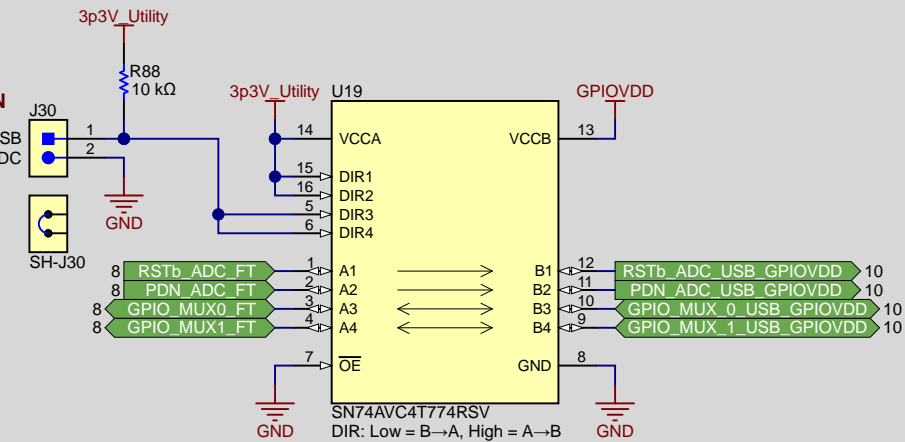 3p3V_Utility
R88
10 kΩ
3p3V_Utility
U19
GPIOVDD
N
J30
SB
1
DC
2
14
VCCA
VCCB
13
15
DIR1
16
DIR2
5
DIR3
6
DIR4
GND
SH-J30
8
RSTb_ADC_FT
1
A1
B1
12
RSTb_ADC_USB_GPIOVDD
10
8
PDN_ADC_FT
2
A2
B2
11
PDN_ADC_USB_GPIOVDD
10
8
GPIO_MUX0_FT
3
A3
B3
10
GPIO_MUX_0_USB_GPIOVDD
10
8
GPIO_MUX1_FT
4
A4
B4
9
GPIO_MUX_1_USB_GPIOVDD
10
7
OE
GND
8
GND
SN74AVC4T774RSV
DIR: Low = B→A, High = A→B
GND